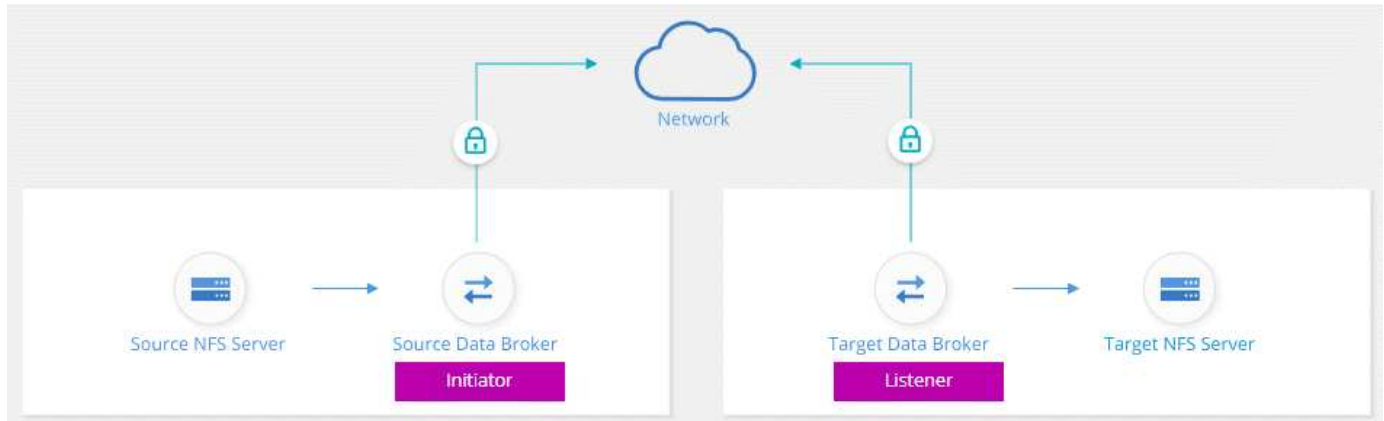 Network
Source NFS Server
Source Data Broker
Target Data Broker
Target NFS Server
Initiator
Listener